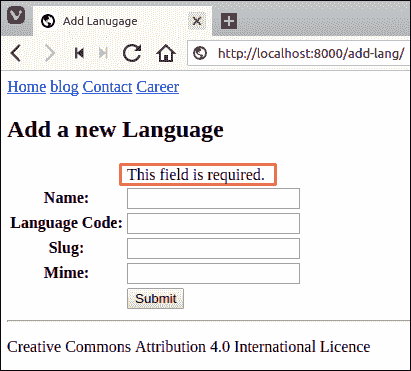 Add Lanugage
http://localhost:8000/add-lang/
Home blog Contact Career
Add a new Language
This field is required.
Name:
Language Code:
Slug:
Mime:
Submit
Creative Commons Attribution 4.0 International Licence